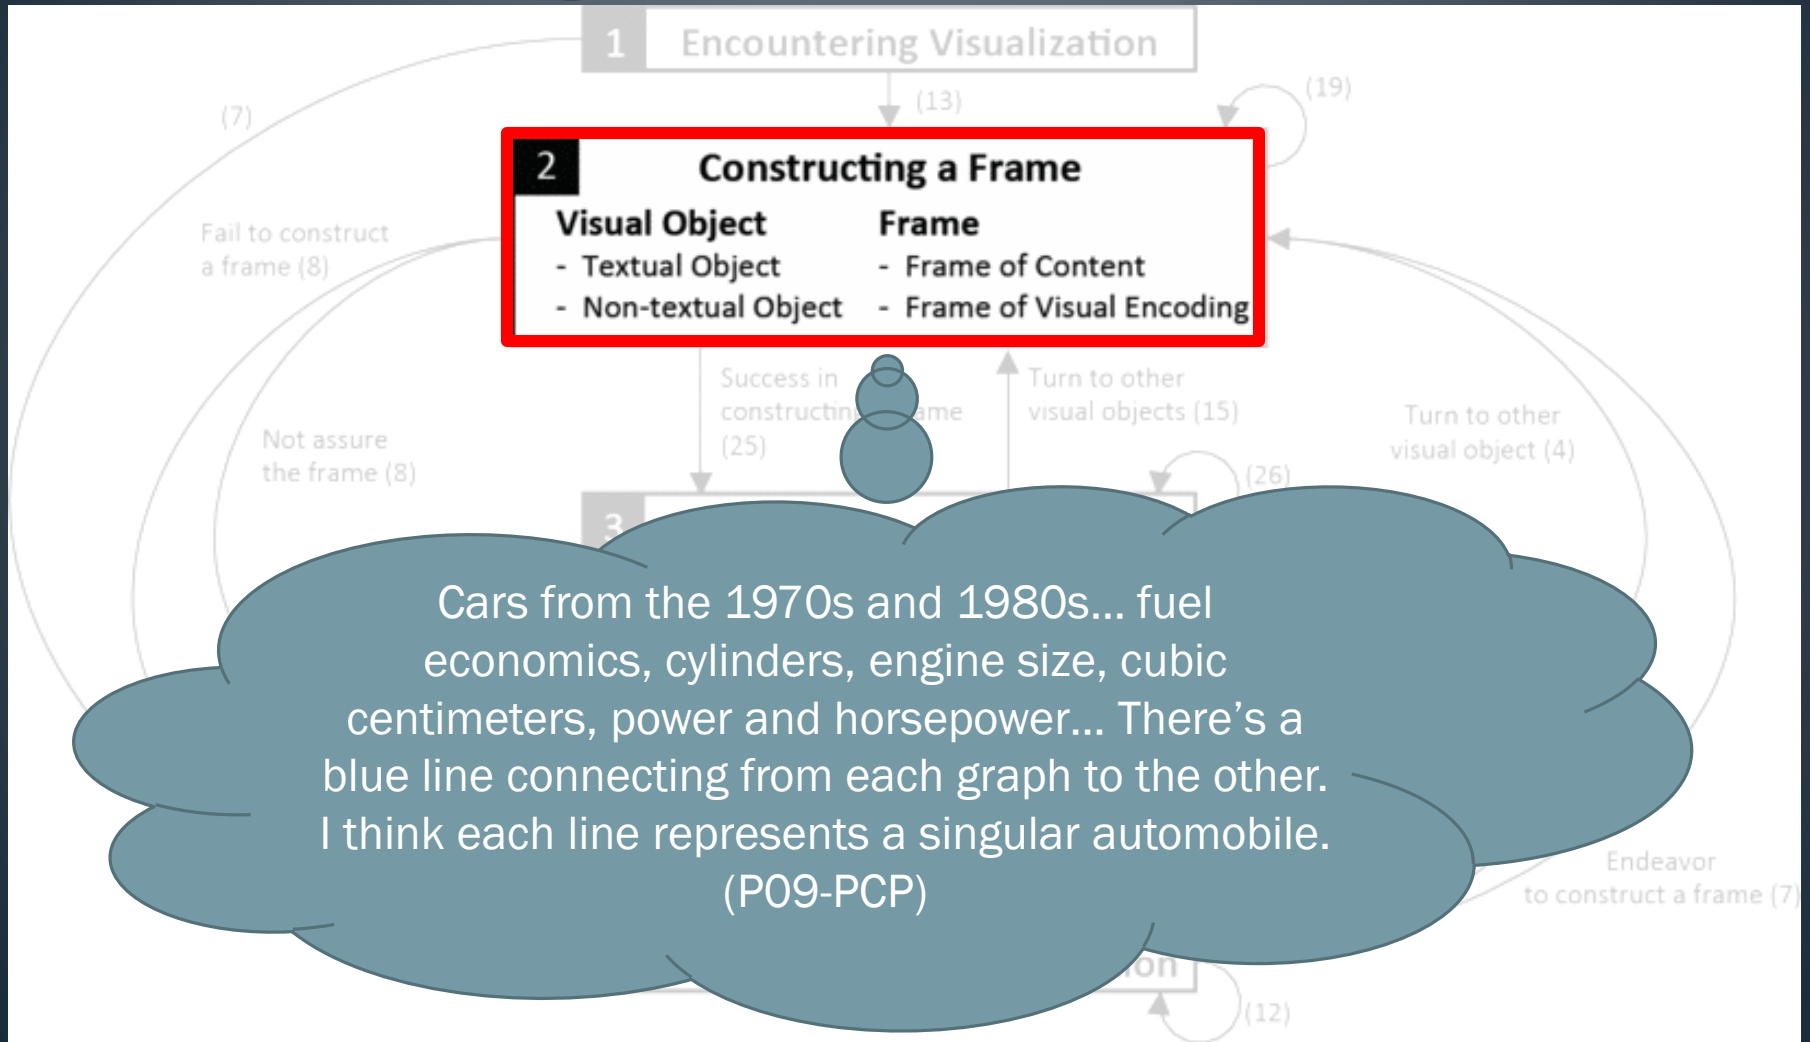 1 Encountering Visualization
(13)
(19)
(7)
2 Constructing a Frame
Visual Object
- Textual Object
- Non-textual Object
Frame
- Frame of Content
- Frame of Visual Encoding
Fail to construct
a frame (8)
Not assure
the frame (8)
Success in
constructin ame
(25)
Turn to other
visual objects (15)
Turn to other
visual object (4)
(26)
3
Cars from the 1970s and 1980s... fuel
economics, cylinders, engine size, cubic
centimeters, power and horsepower... There's a
blue line connecting from each graph to the other.
I think each line represents a singular automobile.
(P09-PCP)
Endeavor
to construct a frame (7)
ion
(12)